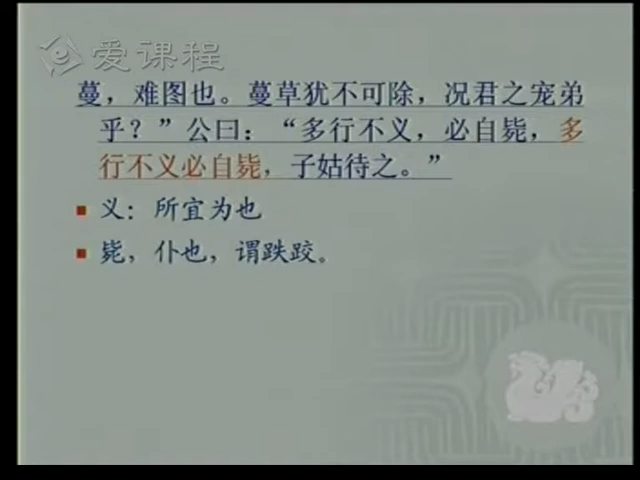 爱课程
蔓，难图也。蔓草犹不可除，况君之宠弟
乎？”公曰：“多行不义，必自毙，多
行不义必自毙，子姑待之。”
义：所宜为也
毙，仆也，谓跌跤。